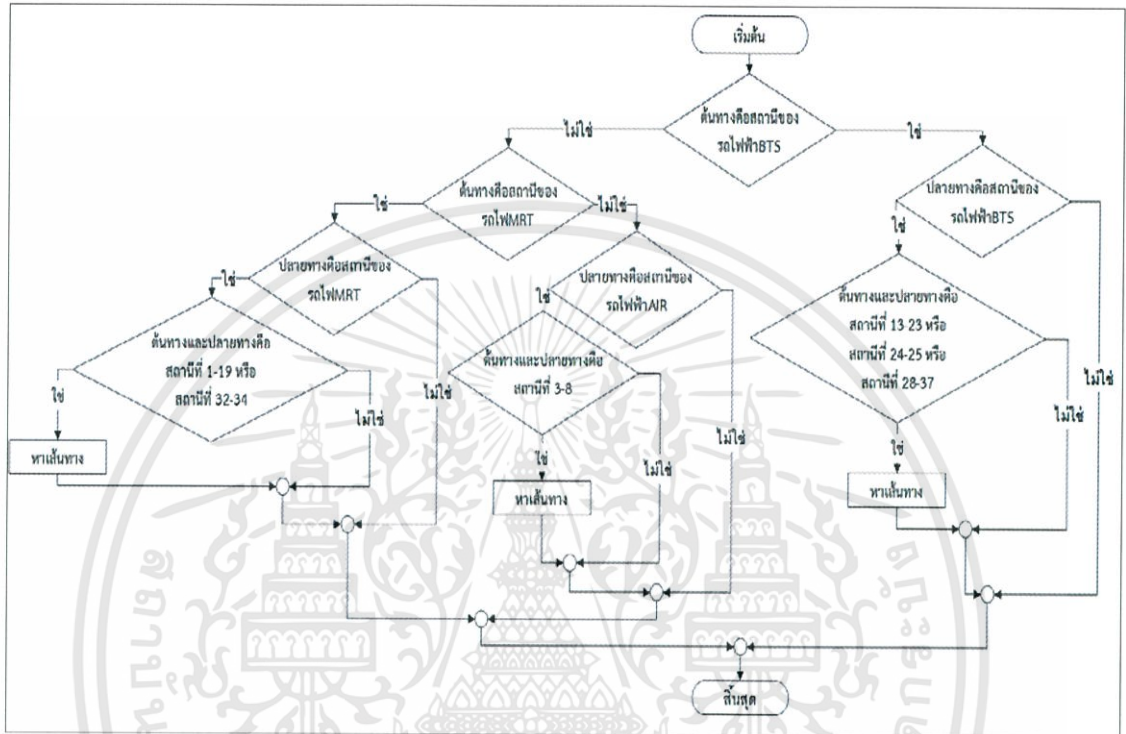 เริ่มต้น
ต้นทางคือสถานีของ
รถไฟฟ้าBTS
ไม่ใช่
ใช่
ต้นทางคือสถานีของ
รถไฟMRT
ปลายทางคือสถานีของ
รถไฟฟ้าBTS
ใช่
ไม่ใช่
ใช่
ไม่ใช่
ปลายทางคือสถานีของ
รถไฟMRT
ปลายทางคือสถานีของ
รถไฟฟ้าAIR
ใช่
ไม่ใช่
ใช่
ไม่ใช่
ต้นทางและปลายทางคือ
สถานีที่ 1-19 หรือ
สถานีที่ 32-34
ต้นทางและปลายทางคือ
สถานีที่ 3-8
ต้นทางและปลายทางคือ
สถานีที่ 13-23 หรือ
สถานีที่ 24-25 หรือ
สถานีที่ 28-37
ใช่
ไม่ใช่
ใช่
ไม่ใช่
ใช่
ไม่ใช่
หาเส้นทาง
หาเส้นทาง
หาเส้นทาง
สิ้นสุด